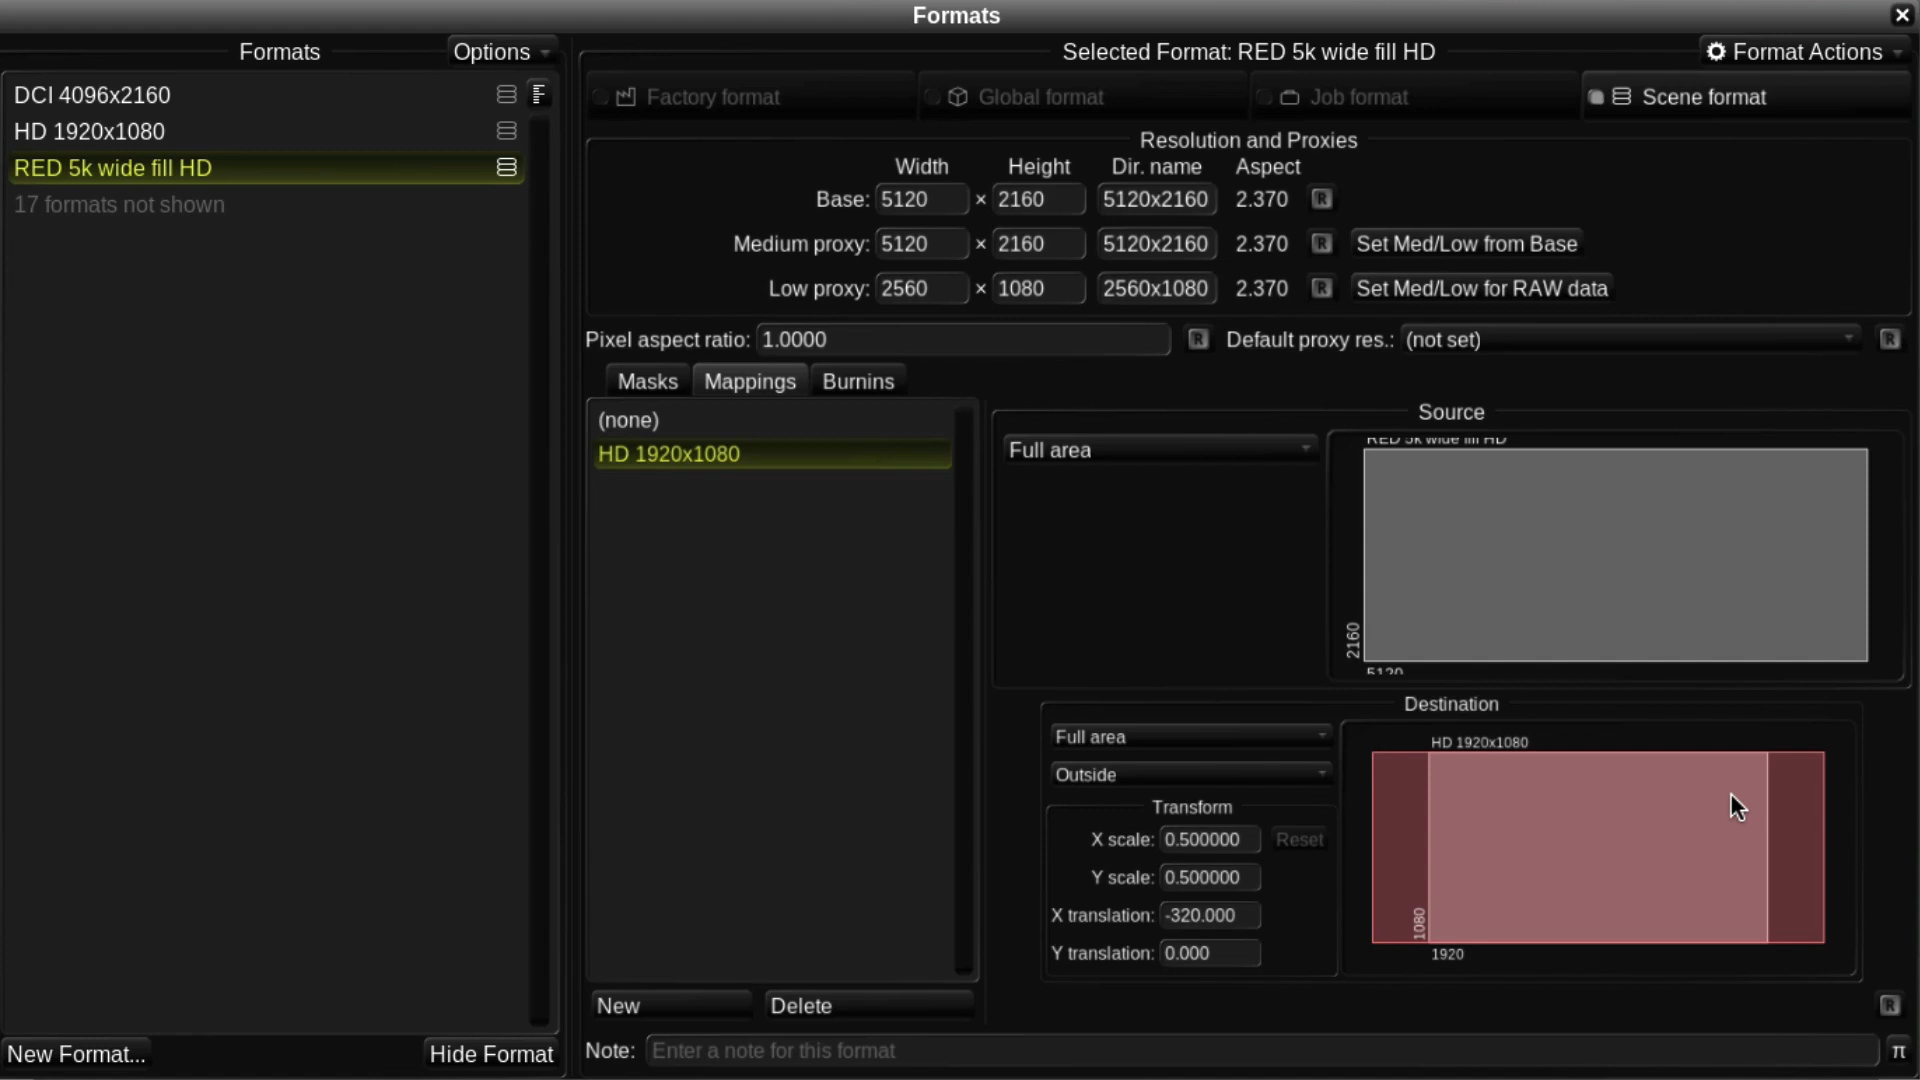 Formats
Formats
Options
DCI 4096x2160
HD 1920x1080
RED 5k wide fill HD
17 formats not shown
New Format...
Hide Format
Selected Format: RED 5k wide fill HD
Format Actions
Factory format
Global format
Job format
Scene format
Resolution and Proxies
Width Height Dir. name Aspect
Base: 5120 × 2160 5120x2160 2.370 R
Medium proxy: 5120 × 2160 5120x2160 2.370 R Set Med/Low from Base
Low proxy: 2560 × 1080 2560x1080 2.370 R Set Med/Low for RAW data
Pixel aspect ratio: 1.0000 R Default proxy res.: (not set) R
Masks Mappings Burnins
(none)
HD 1920x1080
New
Delete
Source
Full area
RED 5k wide fill HD
2160
5120
Destination
Full area
Outside
Transform
X scale: 0.500000 Reset
Y scale: 0.500000
X translation: -320.000
Y translation: 0.000
HD 1920x1080
1080
1920
R
Note: Enter a note for this format π